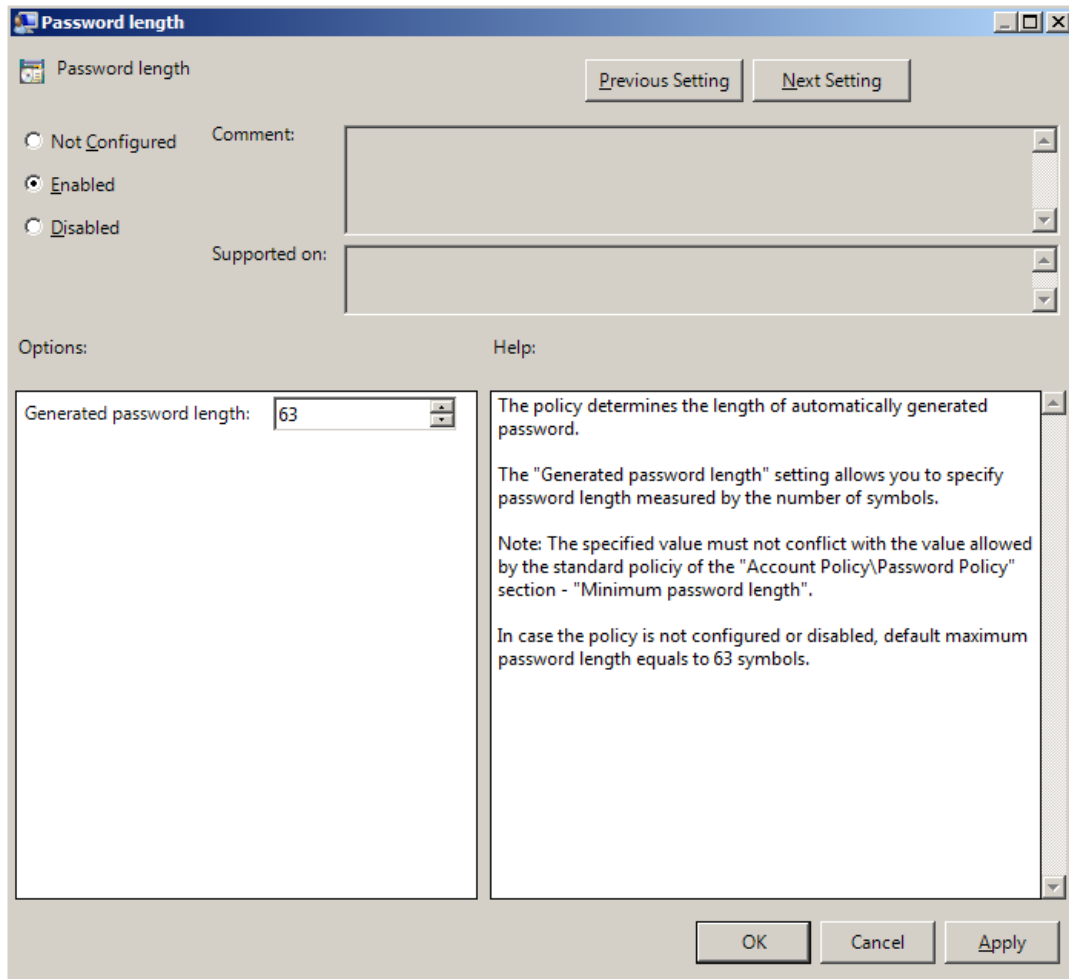 Password length
Password length
Previous Setting
Next Setting
Not Configured
Comment:
Enabled
Disabled
Supported on:
Options:
Help:
Generated password length:
63
The policy determines the length of automatically generated
password.
The "Generated password length" setting allows you to specify
password length measured by the number of symbols.
Note: The specified value must not conflict with the value allowed
by the standard policiy of the "Account Policy\Password Policy"
section - "Minimum password length".
In case the policy is not configured or disabled, default maximum
password length equals to 63 symbols.
OK
Cancel
Apply